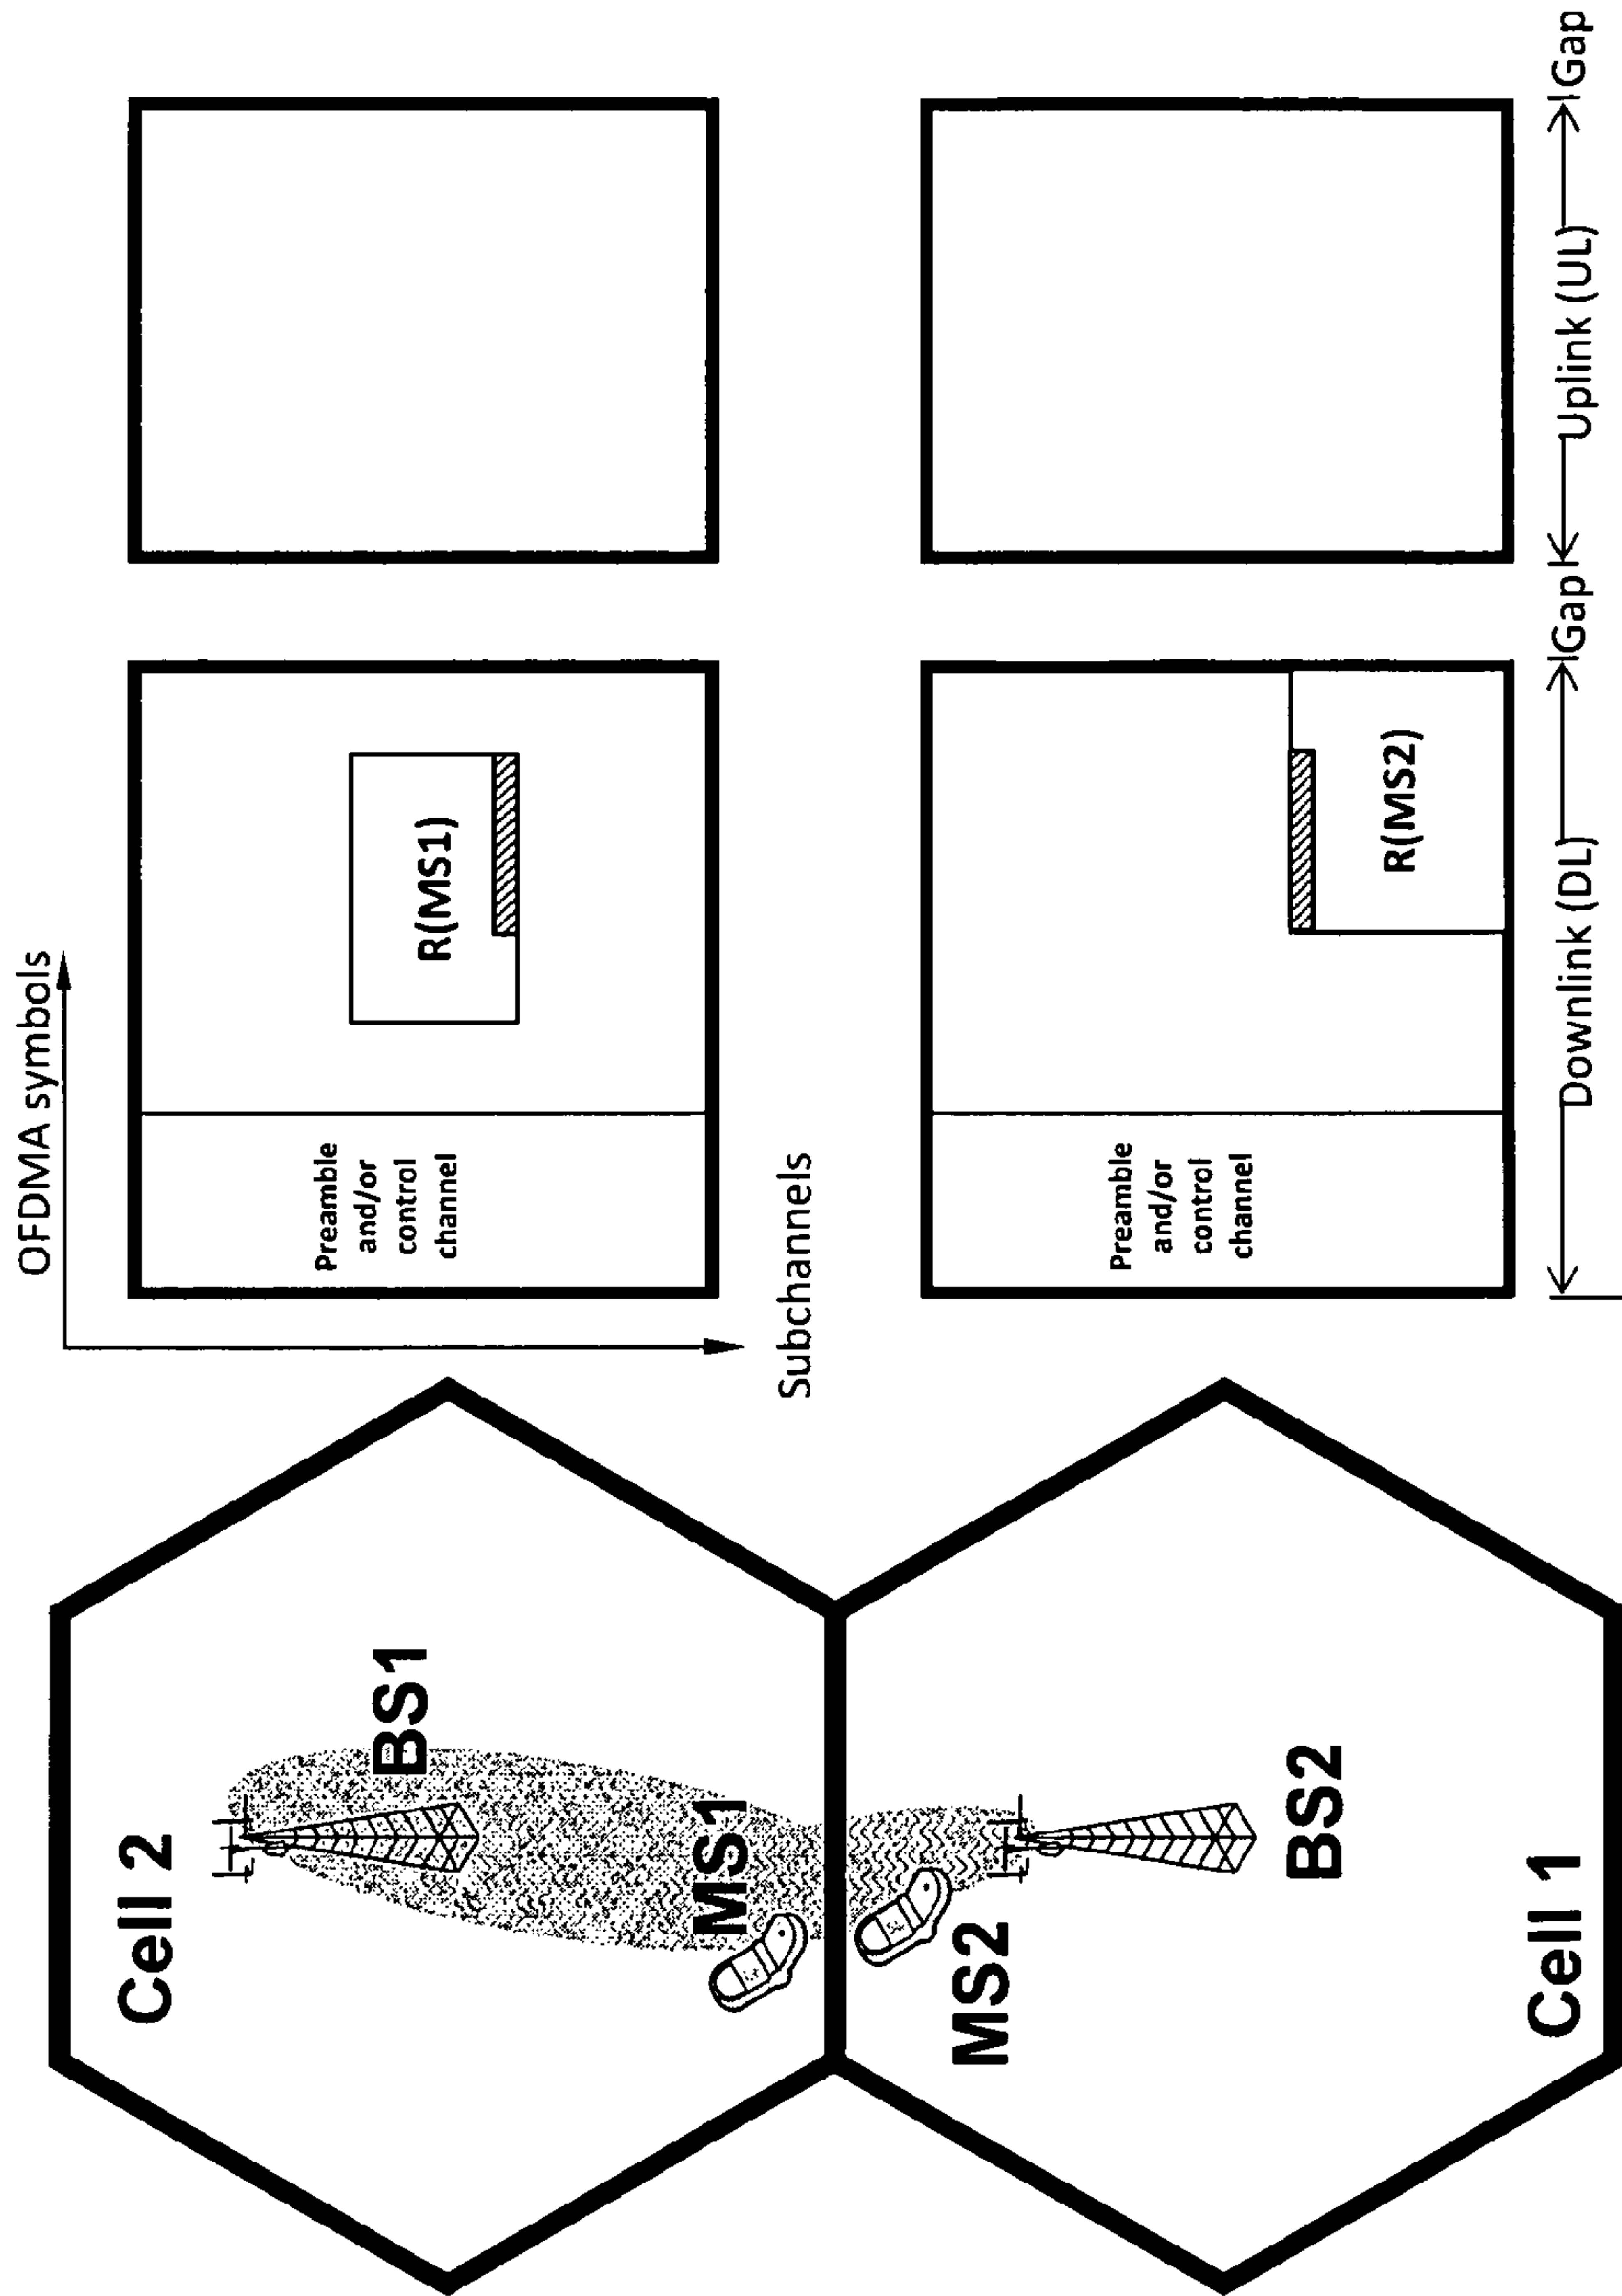 Cell 2
BS1
MS1
MS2
BS2
Cell 1
OFDMA symbols
Subchannels
Preamble
and/or
control
channel
R(MS1)
Preamble
and/or
control
channel
R(MS2)
Downlink (DL)
Gap
Uplink (UL)
Gap